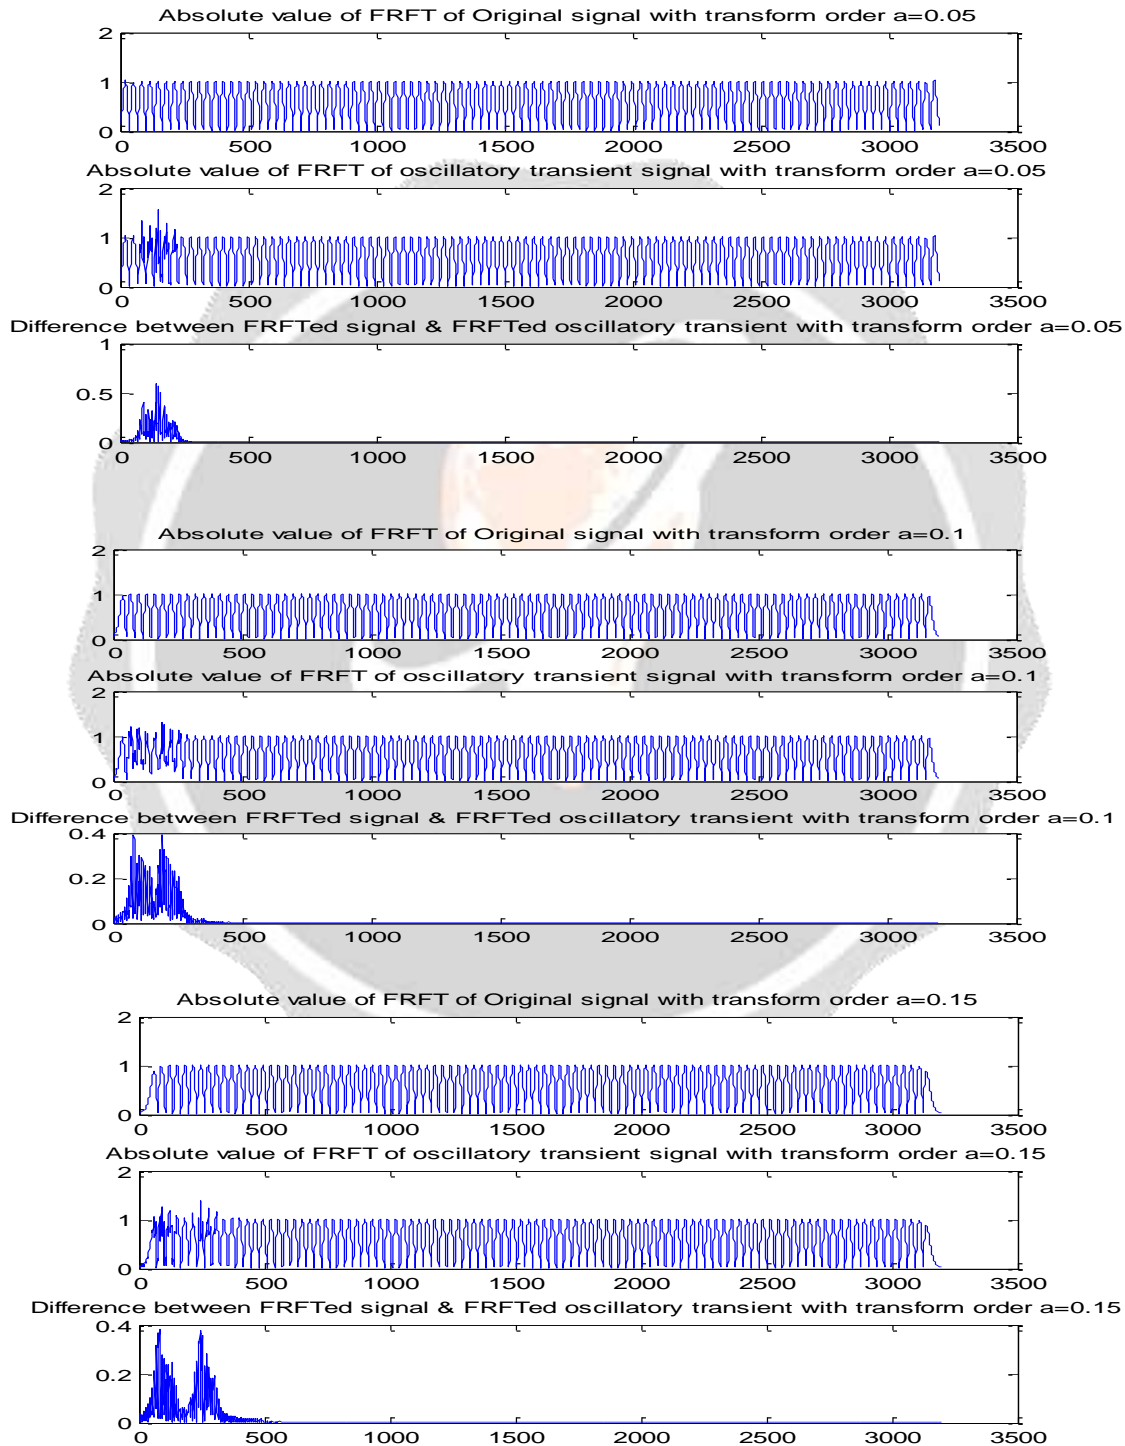 Absolute value of FRFT of Original signal with transform order a=0.05
2
1
0
0 500 1000 1500 2000 2500 3000 3500
Absolute value of FRFT of oscillatory transient signal with transform order a=0.05
2
1
0
0 500 1000 1500 2000 2500 3000 3500
Difference between FRFTed signal & FRFTed oscillatory transient with transform order a=0.05
1
0.5
0
0 500 1000 1500 2000 2500 3000 3500
Absolute value of FRFT of Original signal with transform order a=0.1
2
1
0
0 500 1000 1500 2000 2500 3000 3500
Absolute value of FRFT of oscillatory transient signal with transform order a=0.1
2
1
0
0 500 1000 1500 2000 2500 3000 3500
Difference between FRFTed signal & FRFTed oscillatory transient with transform order a=0.1
0.4
0.2
0
0 500 1000 1500 2000 2500 3000 3500
Absolute value of FRFT of Original signal with transform order a=0.15
2
1
0
0 500 1000 1500 2000 2500 3000 3500
Absolute value of FRFT of oscillatory transient signal with transform order a=0.15
2
1
0
0 500 1000 1500 2000 2500 3000 3500
Difference between FRFTed signal & FRFTed oscillatory transient with transform order a=0.15
0.4
0.2
0
0 500 1000 1500 2000 2500 3000 3500